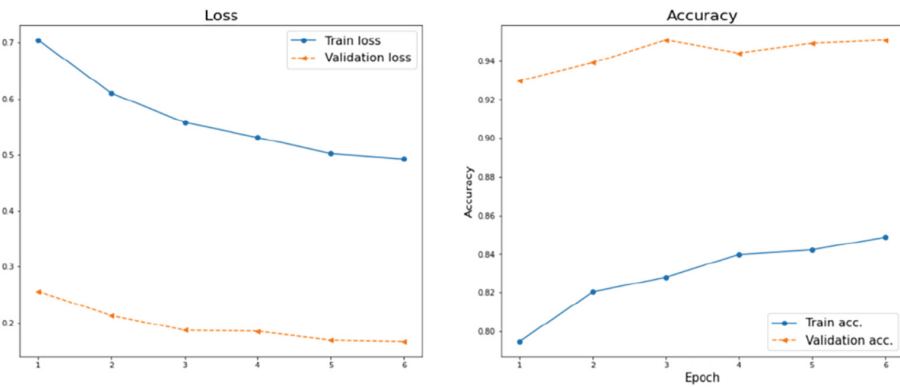 Loss
0.7
0.6
0.5
0.4
0.3
0.2
1 2 3 4 5 6
Train loss
Validation loss
Accuracy
Accuracy
0.94
0.92
0.90
0.88
0.86
0.84
0.82
0.80
1 2 3 4 5 6
Epoch
Train acc.
Validation acc.